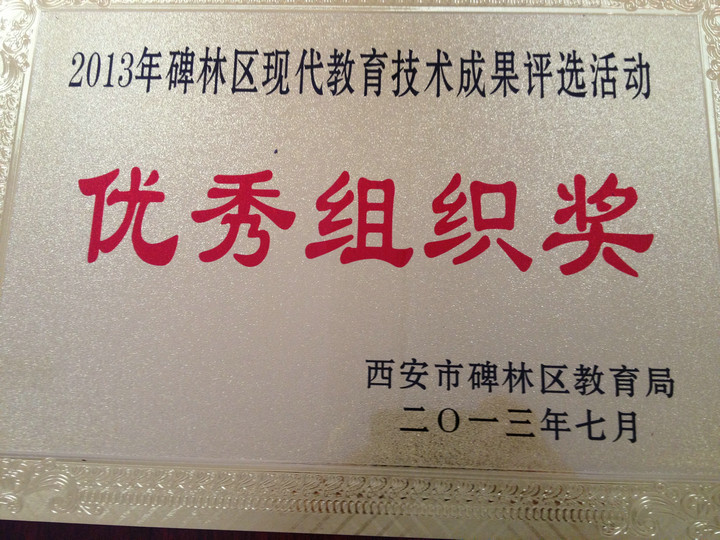 2013年碑林区现代教育技术成果评选活动
优秀组织奖
西安市碑林区教育局
二〇一三年七月